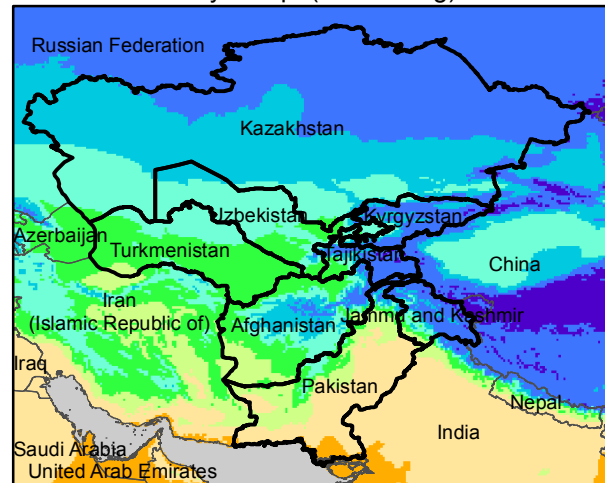 Russian Federation
Kazakhstan
Uzbekistan
Kyrgyzstan
Azerbaijan
Turkmenistan
Tajikistan
China
Iran
(Islamic Republic of)
Afghanistan
Jammu and Kashmir
Iraq
Pakistan
Nepal
India
Saudi Arabia
United Arab Emirates